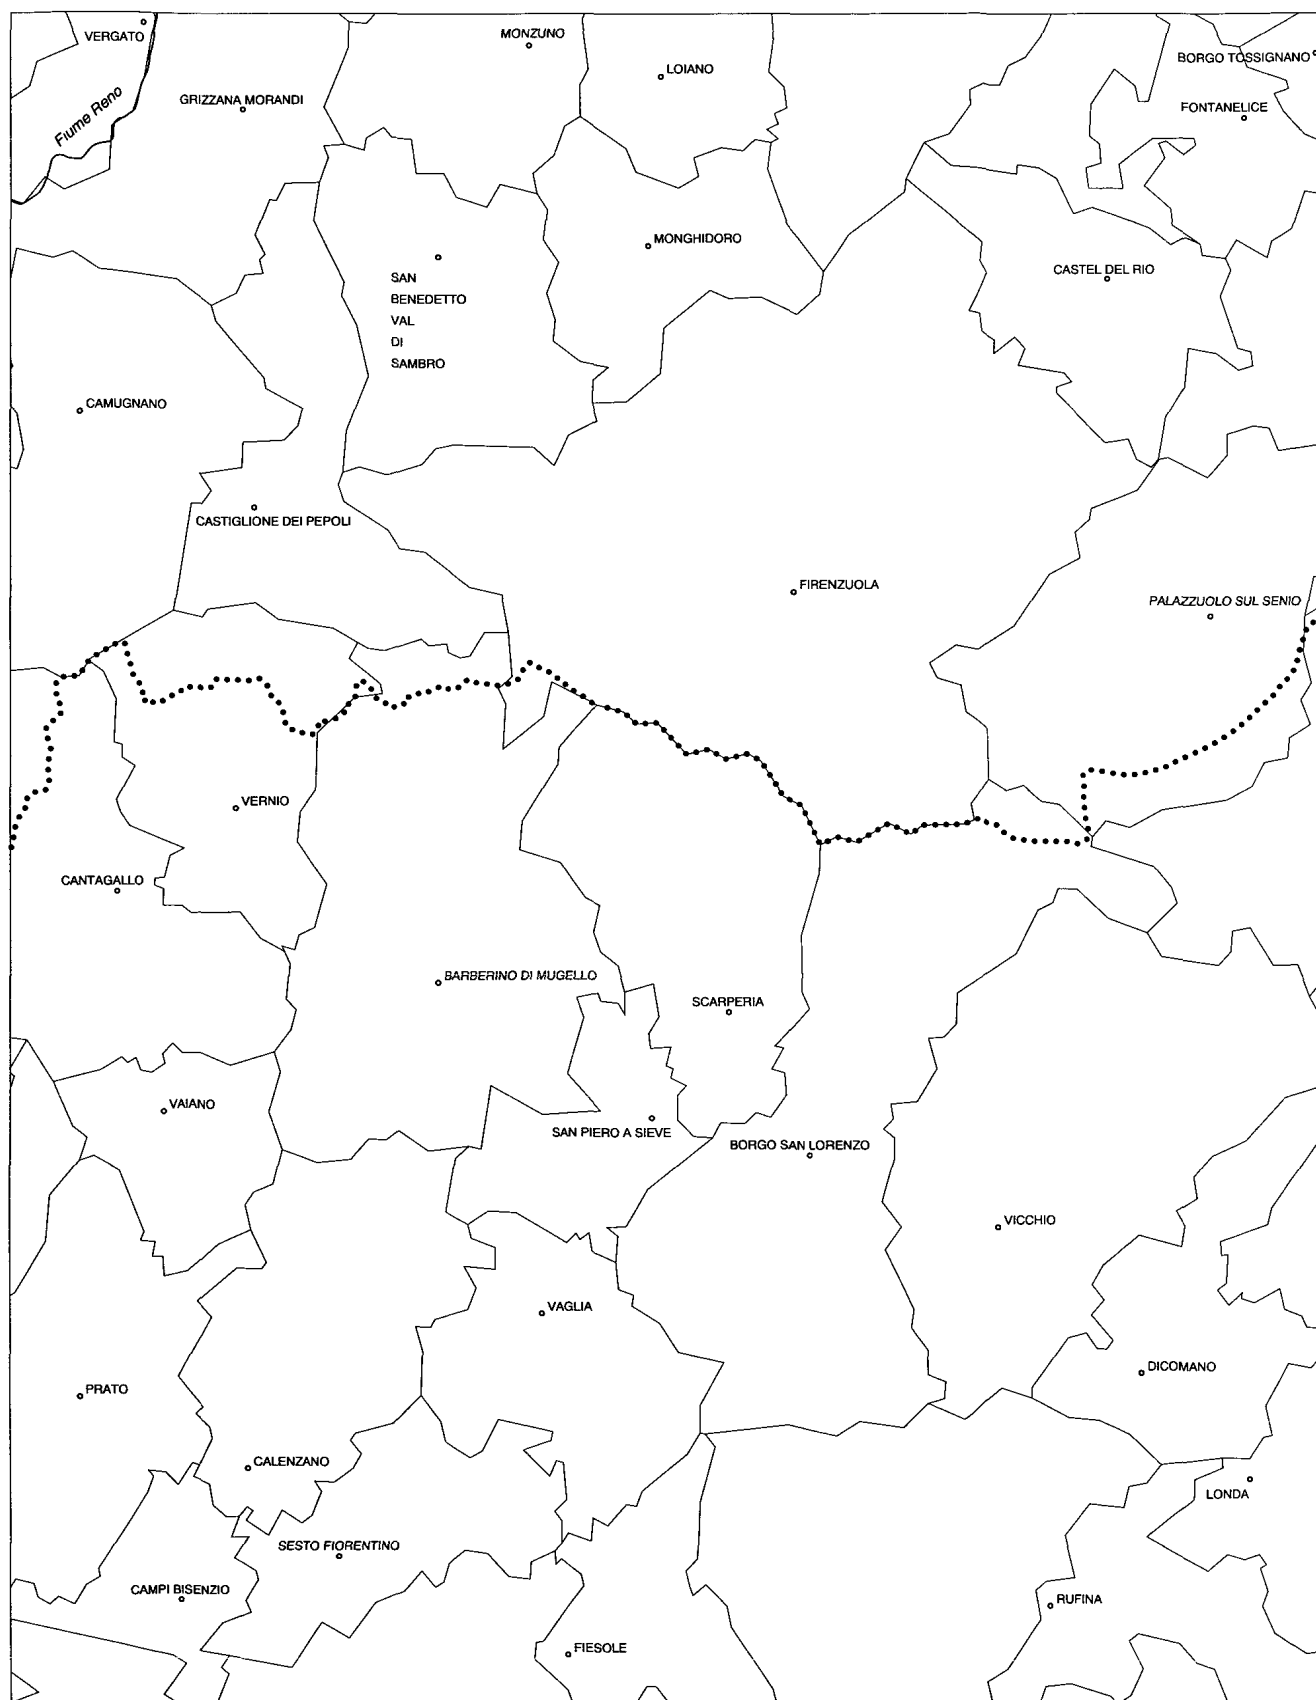 VERGATO
MONZUNO
LOIANO
BORGO TOSSIGNANO
Fiume Reno
GRIZZANA MORANDI
FONTANELICE
MONGHIDORO
CASTEL DEL RIO
SAN
BENEDETTO
VAL
DI
SAMBRO
CAMUGNANO
CASTIGLIONE DEI PEPOLI
FIRENZUOLA
PALAZZUOLO SUL SENIO
VERNIO
CANTAGALLO
BARBERINO DI MUGELLO
SCARPERIA
VAIANO
SAN PIERO A SIEVE
BORGO SAN LORENZO
VICCHIO
VAGLIA
DICOMANO
PRATO
CALENZANO
LONDA
SESTO FIORENTINO
CAMPI BISENZIO
RUFINA
FIESOLE